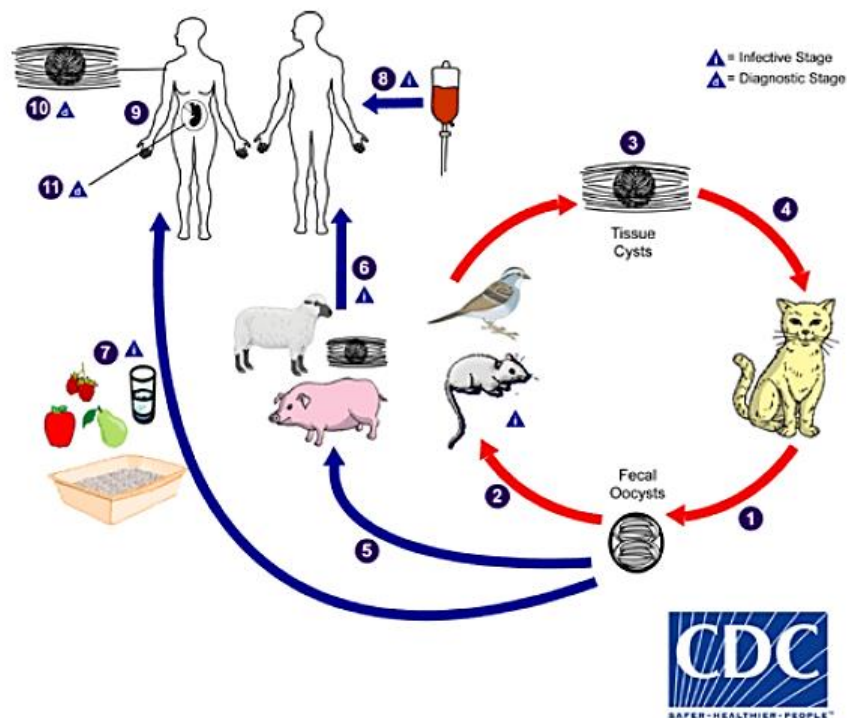 8 i
i = Infective Stage
d = Diagnostic Stage
10 d
9
11 d
3
Tissue
Cysts
4
6
i
7 i
i
2
Fecal
Oocysts
1
5
CDC
SAFER•HEALTHIER•PEOPLE™